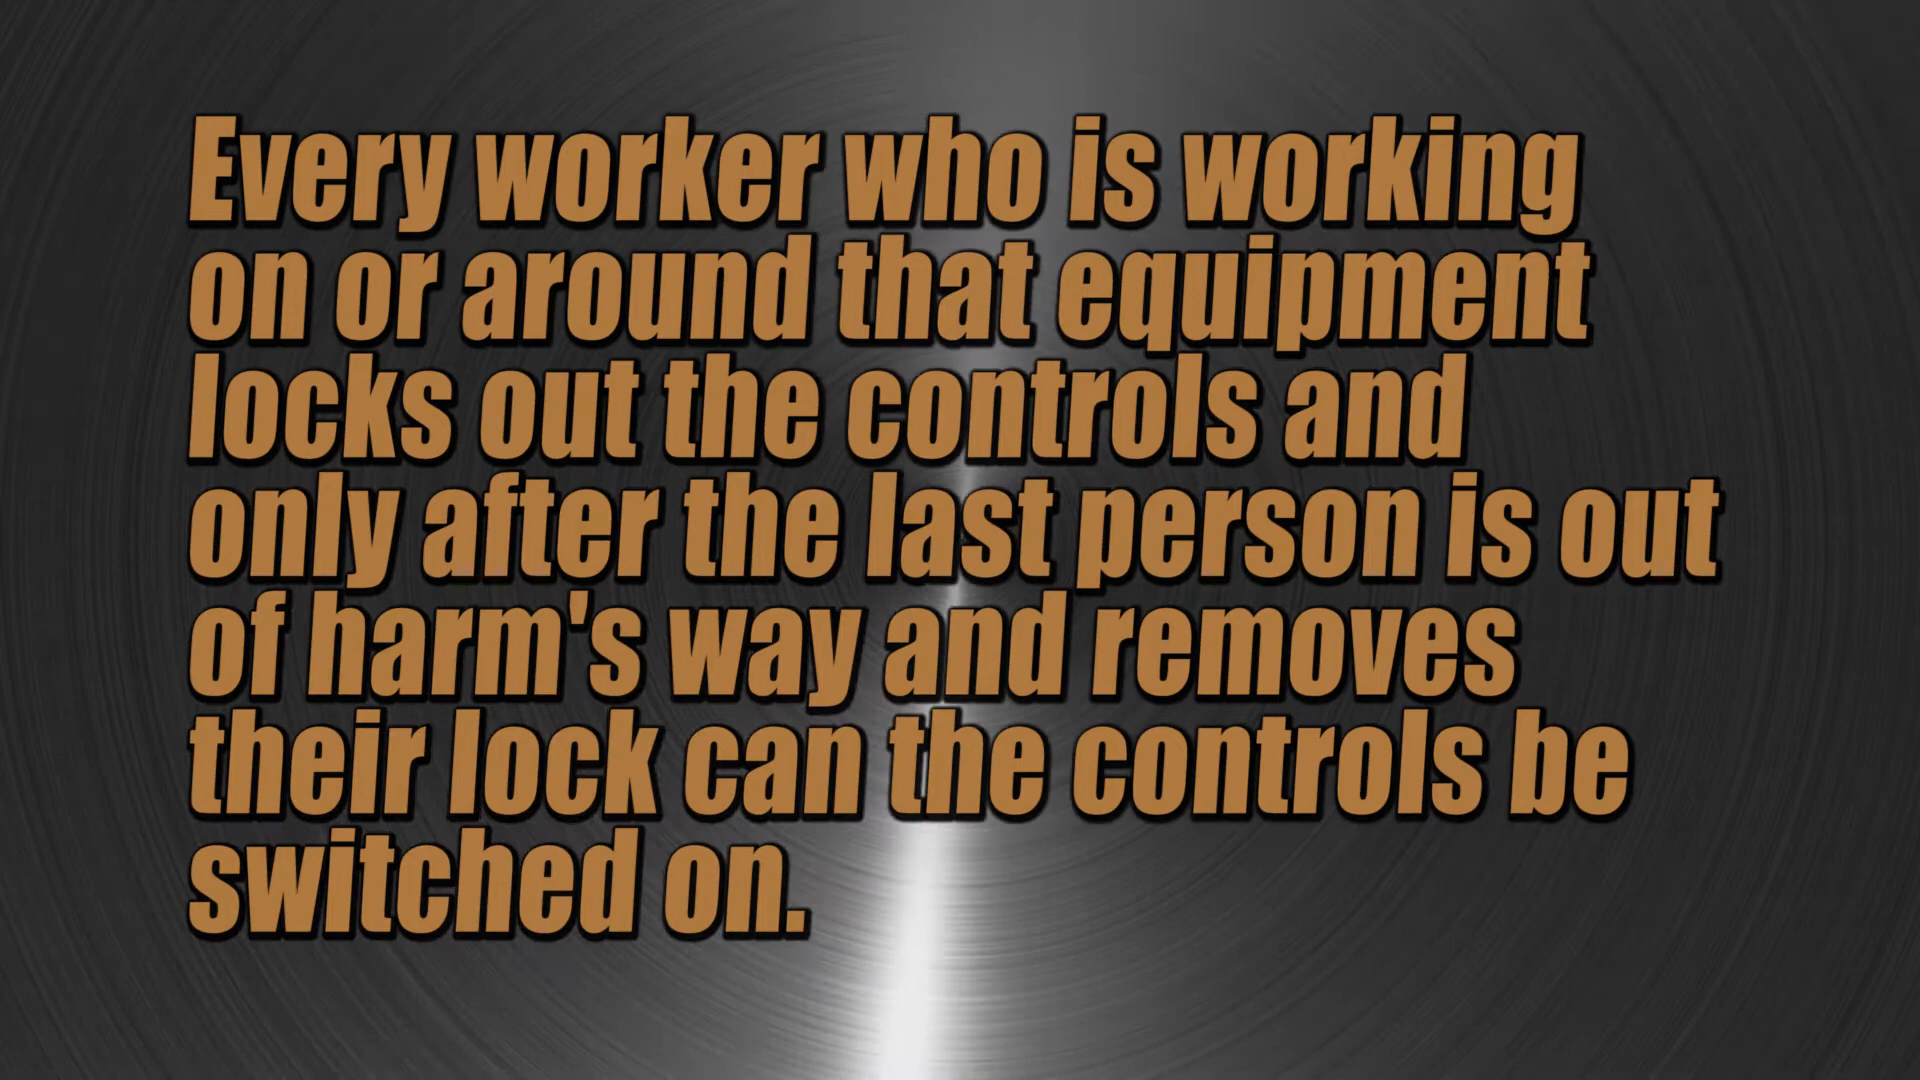 Every worker who is working
on or around that equipment
locks out the controls and
only after the last person is out
of harm's way and removes
their lock can the controls be
switched on.